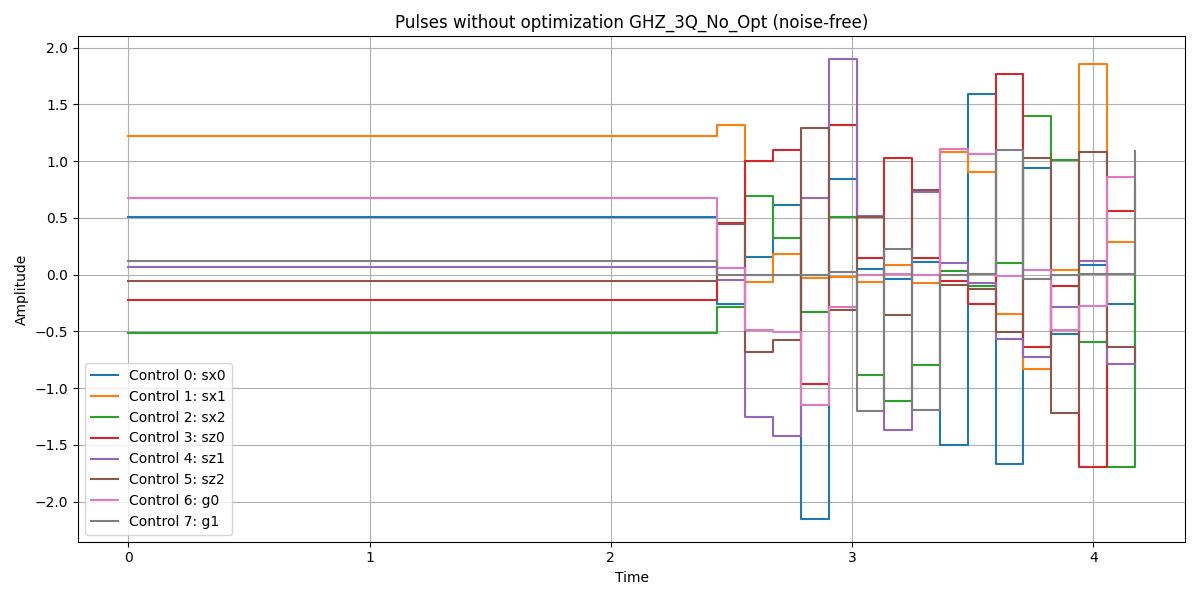 Pulses without optimization GHZ_3Q_No_Opt (noise-free)
Amplitude
2.0
1.5
1.0
0.5
0.0
−0.5
−1.0
−1.5
−2.0
Control 0: sx0
Control 1: sx1
Control 2: sx2
Control 3: sz0
Control 4: sz1
Control 5: sz2
Control 6: g0
Control 7: g1
0 1 2 3 4
Time